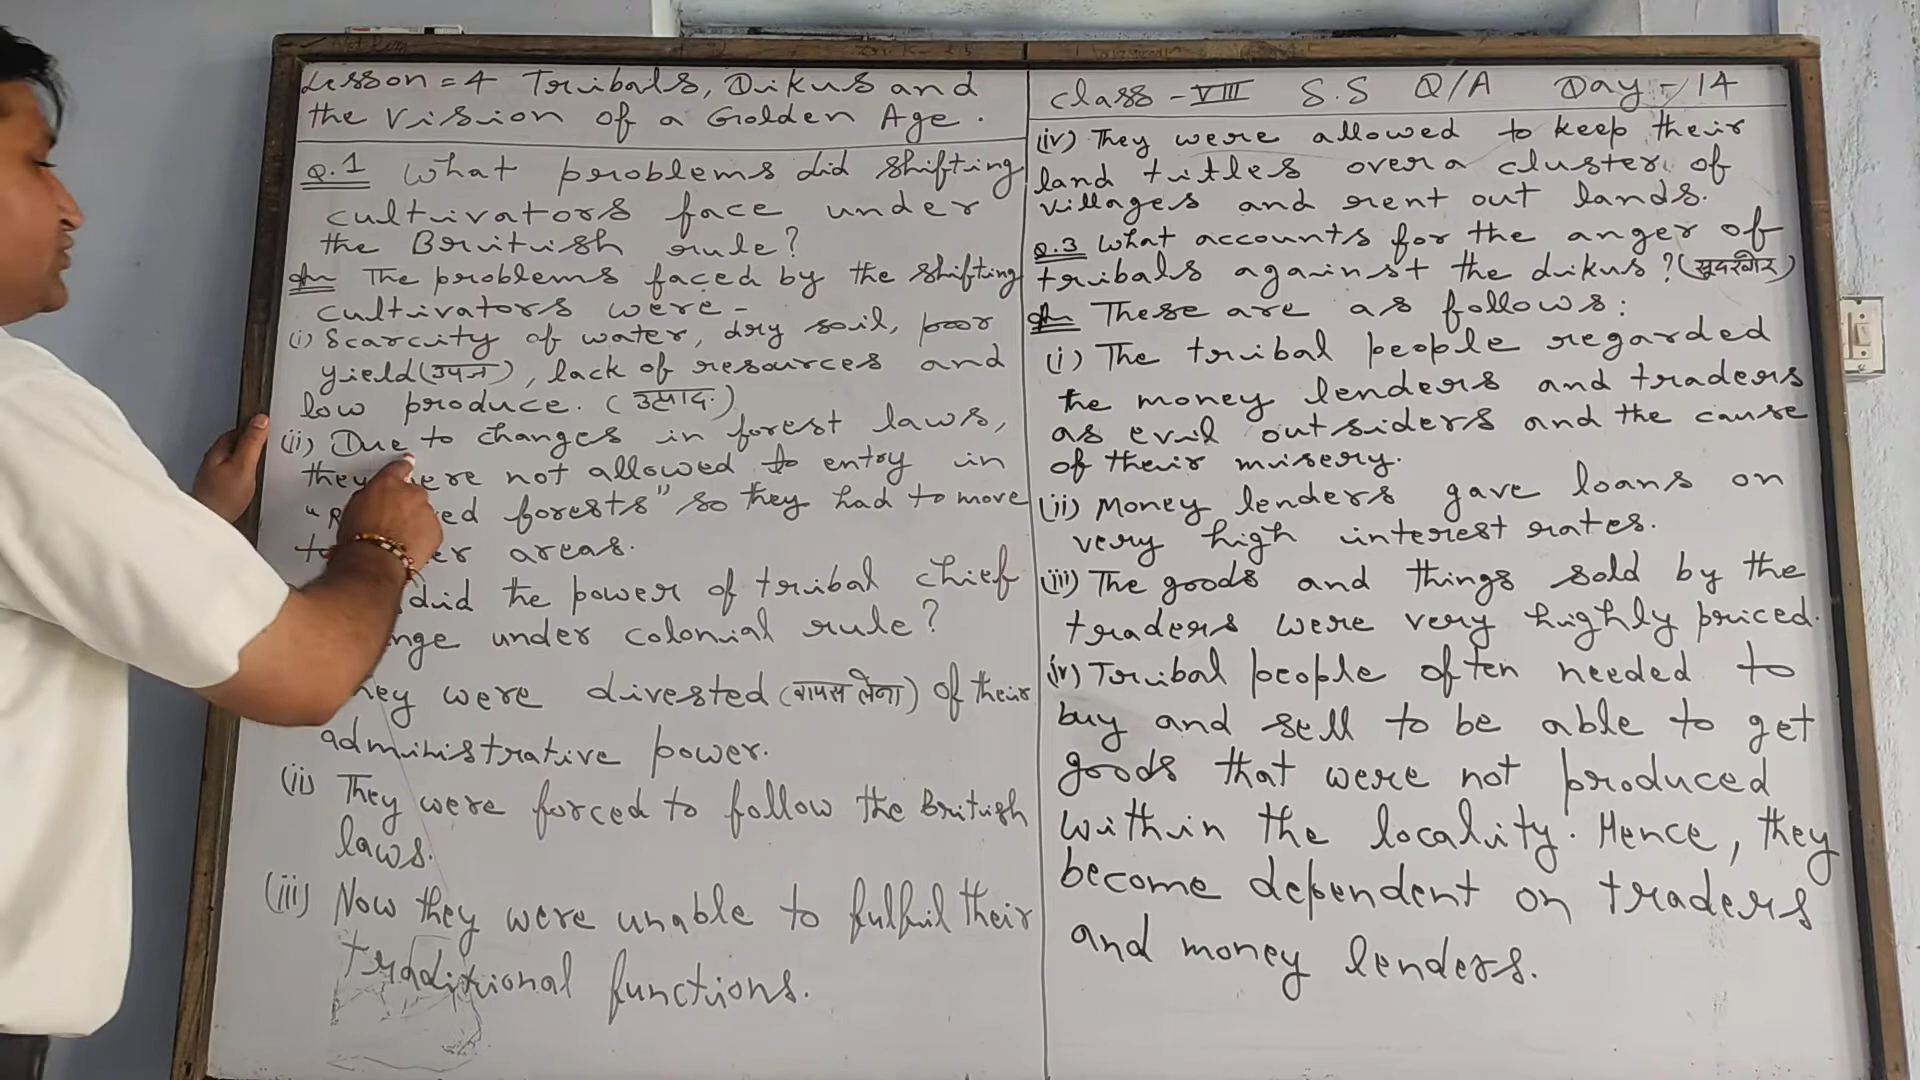 Lesson = 4 Tribals, Dikus and
the Vision of a Golden Age.
Q.1 What problems did shifting
cultivators face under
the British rule?
Ans The problems faced by the shifting
cultivators were -
(i) Scarcity of water, dry soil, poor
yield (उपज), lack of resources and
low produce. (उत्पाद)
(ii) Due to changes in forest laws,
they were not allowed to entry in
forests" so they had to move
areas.
did the power of tribal chief
under colonial rule?
They were divested (वापस लेना) of their
administrative power.
(ii) They were forced to follow the British
laws.
(iii) Now they were unable to fulfuil their
traditional functions.
Class - VIII S.S Q/A Day - 14
(iv) They were allowed to keep their
land tittles over a cluster of
villages and rent out lands.
Q.3 What accounts for the anger of
tribals against the dikus? (सूदखोर)
Ans These are as follows:
(i) The tribal people regarded
the money lenders and traders
as evil outsiders and the cause
of their misery.
(ii) Money lenders gave loans on
very high interest rates.
(iii) The goods and things sold by the
traders were very highly priced.
(iv) Tribal people often needed to
buy and sell to be able to get
goods that were not produced
within the locality. Hence, they
become dependent on traders
and money lenders.